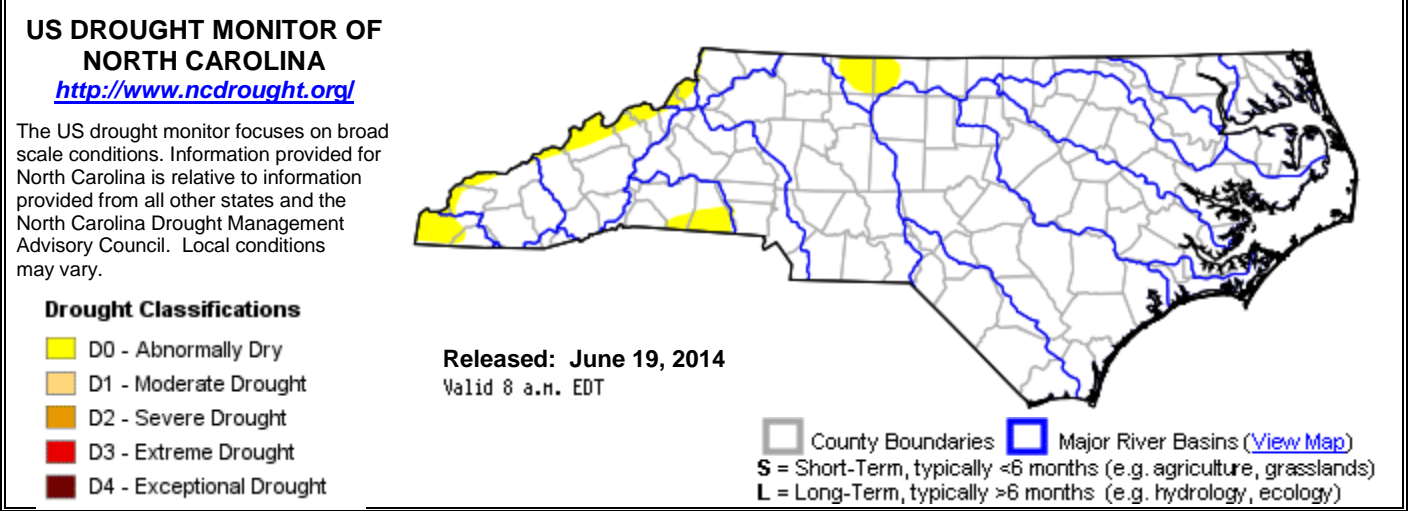 US DROUGHT MONITOR OF
NORTH CAROLINA
http://www.ncdrought.org/
The US drought monitor focuses on broad
scale conditions. Information provided for
North Carolina is relative to information
provided from all other states and the
North Carolina Drought Management
Advisory Council.  Local conditions
may vary.
Drought Classifications
D0 - Abnormally Dry
D1 - Moderate Drought
D2 - Severe Drought
D3 - Extreme Drought
D4 - Exceptional Drought
Released:  June 19, 2014
Valid 8 a.m. EDT
County Boundaries Major River Basins (View Map)
S = Short-Term, typically <6 months (e.g. agriculture, grasslands)
L = Long-Term, typically >6 months (e.g. hydrology, ecology)